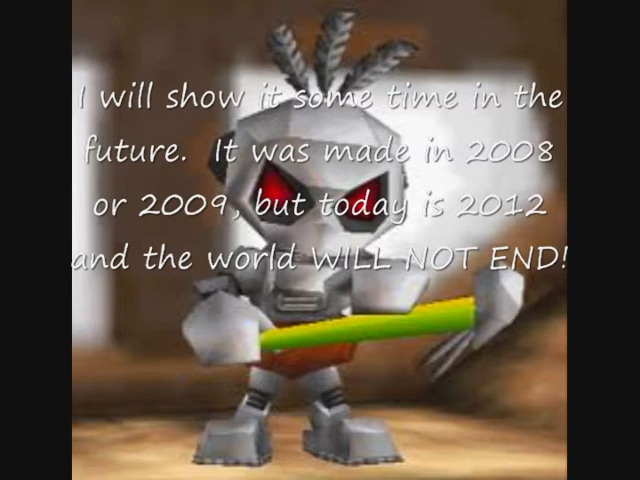 I will show it some time in the
future.  It was made in 2008
or 2009, but today is 2012
and the world WILL NOT END!